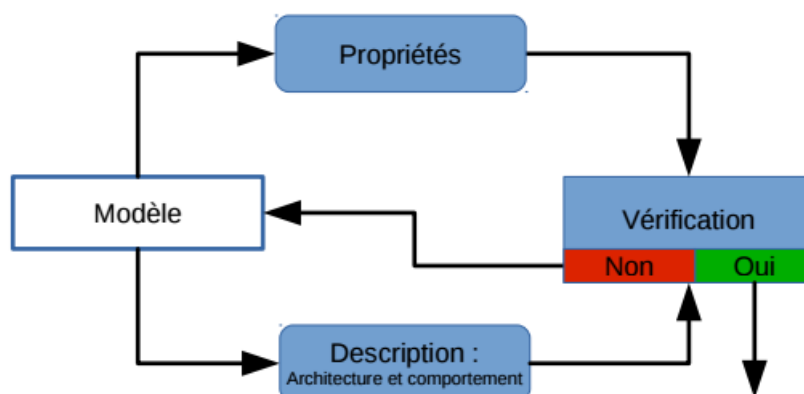 Propriétés
Modèle
Vérification
Non
Oui
Description :
Architecture et comportement